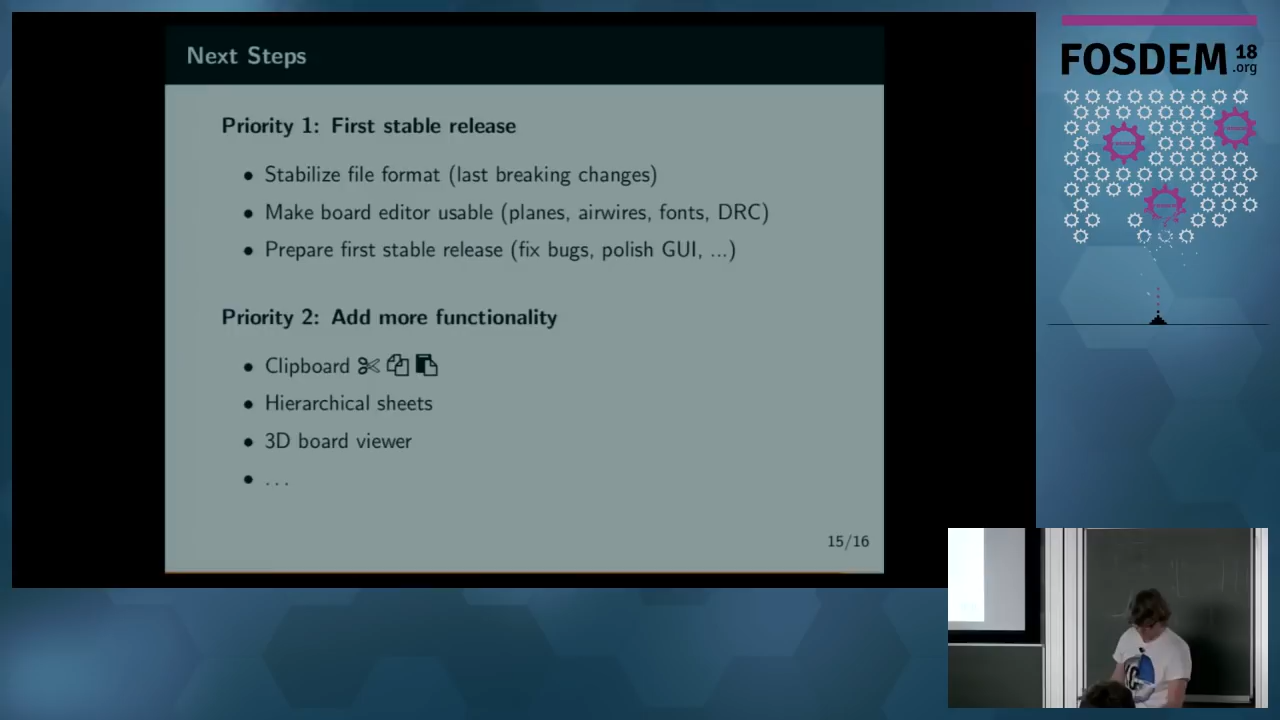 Next Steps
Priority 1: First stable release
• Stabilize file format (last breaking changes)
• Make board editor usable (planes, airwires, fonts, DRC)
• Prepare first stable release (fix bugs, polish GUI, ...)
Priority 2: Add more functionality
• Clipboard
• Hierarchical sheets
• 3D board viewer
• ...
15/16
FOSDEM 18
.org